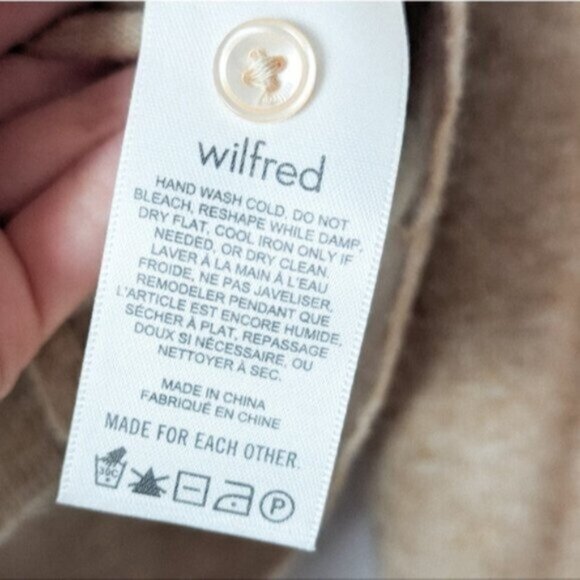 wilfred
HAND WASH COLD, DO NOT
BLEACH, RESHAPE WHILE DAMP,
DRY FLAT, COOL IRON ONLY IF
NEEDED, OR DRY CLEAN.
LAVER À LA MAIN À L'EAU
FROIDE, NE PAS JAVELISER,
REMODELER PENDANT QUE
L'ARTICLE EST ENCORE HUMIDE,
SÉCHER À PLAT, REPASSAGE
DOUX SI NÉCESSAIRE, OU
NETTOYER À SEC.
MADE IN CHINA
FABRIQUÉ EN CHINE
MADE FOR EACH OTHER.
30C P